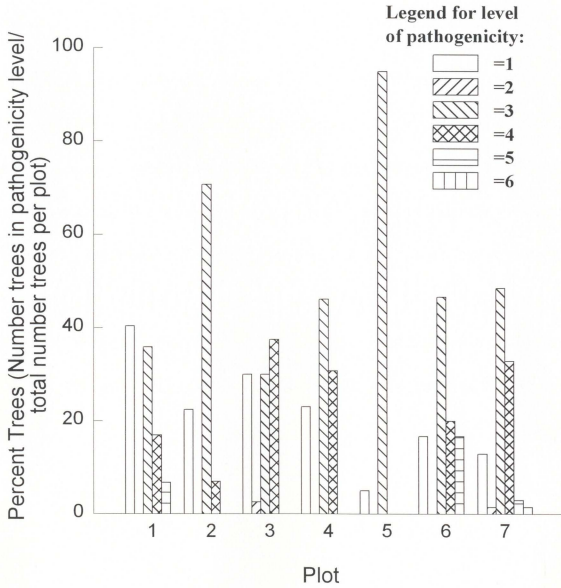 Legend for level
of pathogenicity:
=1
=2
=3
=4
=5
=6
Percent Trees (Number trees in pathogenicity level/
total number trees per plot)
100
80
60
40
20
0
1 2 3 4 5 6 7
Plot